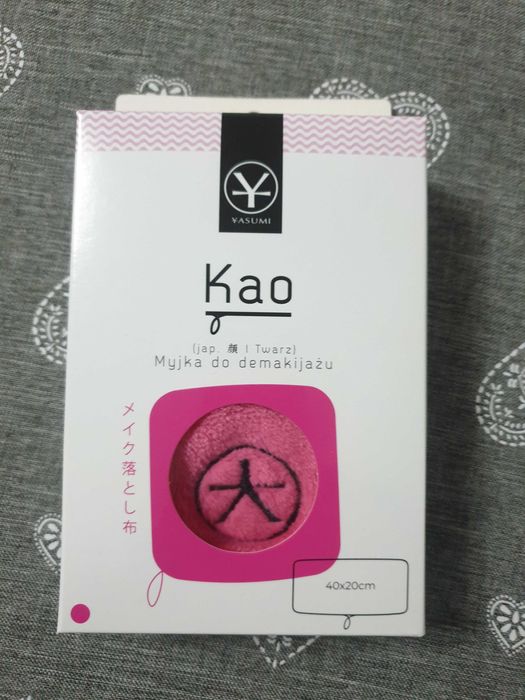 ¥
YASUMI
Kao
(jap. 顔 | Twarz)
Myjka do demakijażu
メイク落とし布
大
40x20cm